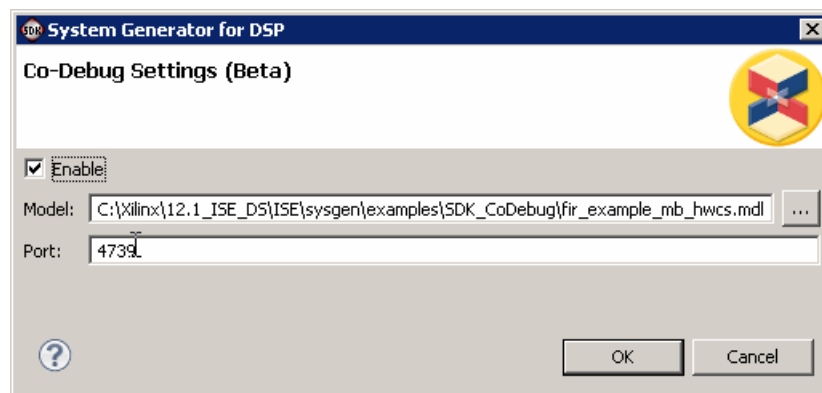 SDK System Generator for DSP
Co-Debug Settings (Beta)
Enable
Model: C:\Xilinx\12.1_ISE_DS\ISE\sysgen\examples\SDK_CoDebug\fir_example_mb_hwcs.mdl ...
Port: 4739
?
OK Cancel